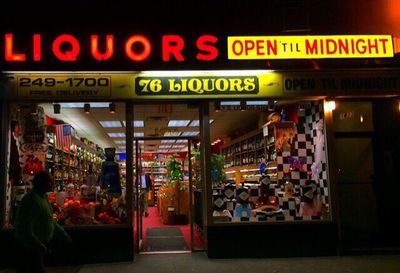 LIQUORS
OPEN 'TIL MIDNIGHT
249-1700
FREE DELIVERY
76 LIQUORS
OPEN 'TIL MIDNIGHT